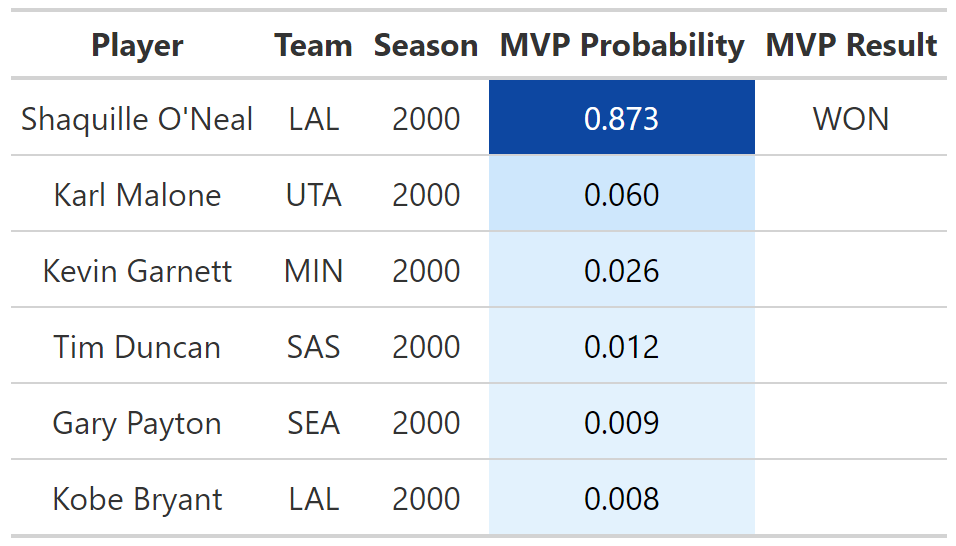 Player Team Season MVP Probability MVP Result
Shaquille O'Neal LAL 2000 0.873 WON
Karl Malone UTA 2000 0.060
Kevin Garnett MIN 2000 0.026
Tim Duncan SAS 2000 0.012
Gary Payton SEA 2000 0.009
Kobe Bryant LAL 2000 0.008